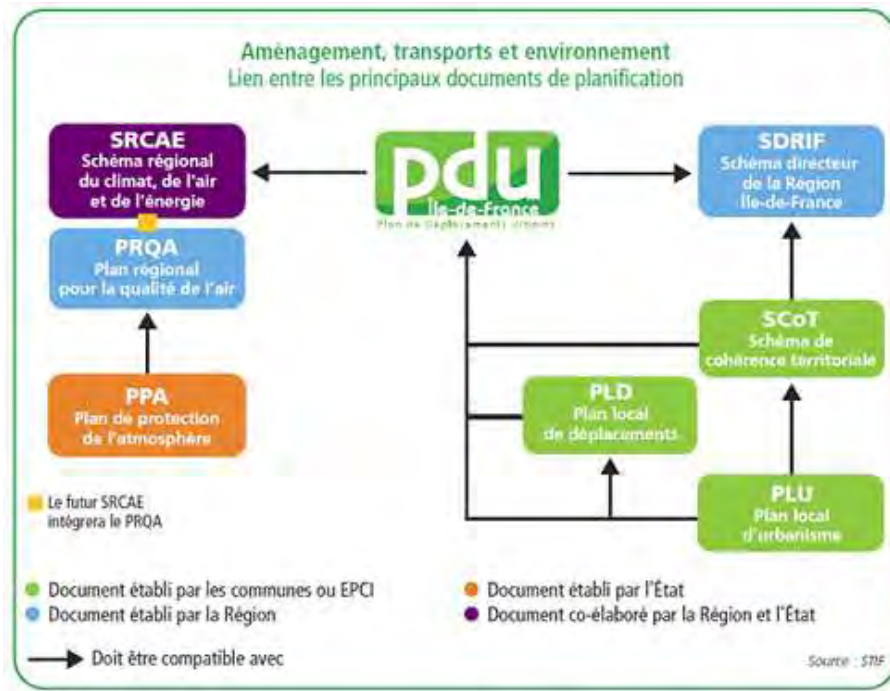 Aménagement, transports et environnement
Lien entre les principaux documents de planification
SRCAE
Schéma régional
du climat, de l'air
et de l'énergie
pdu
Île-de-France
Plan de Déplacements Urbains
SDRIF
Schéma directeur
de la Région
Île-de-France
PRQA
Plan régional
pour la qualité de l'air
SCoT
Schéma de
cohérence territoriale
PPA
Plan de protection
de l'atmosphère
PLD
Plan local
de déplacements
PLU
Plan local
d'urbanisme
Le futur SRCAE
intégrera le PRQA
Document établi par les communes ou EPCI
Document établi par l'État
Document établi par la Région
Document co-élaboré par la Région et l'État
Doit être compatible avec
Source : STIF